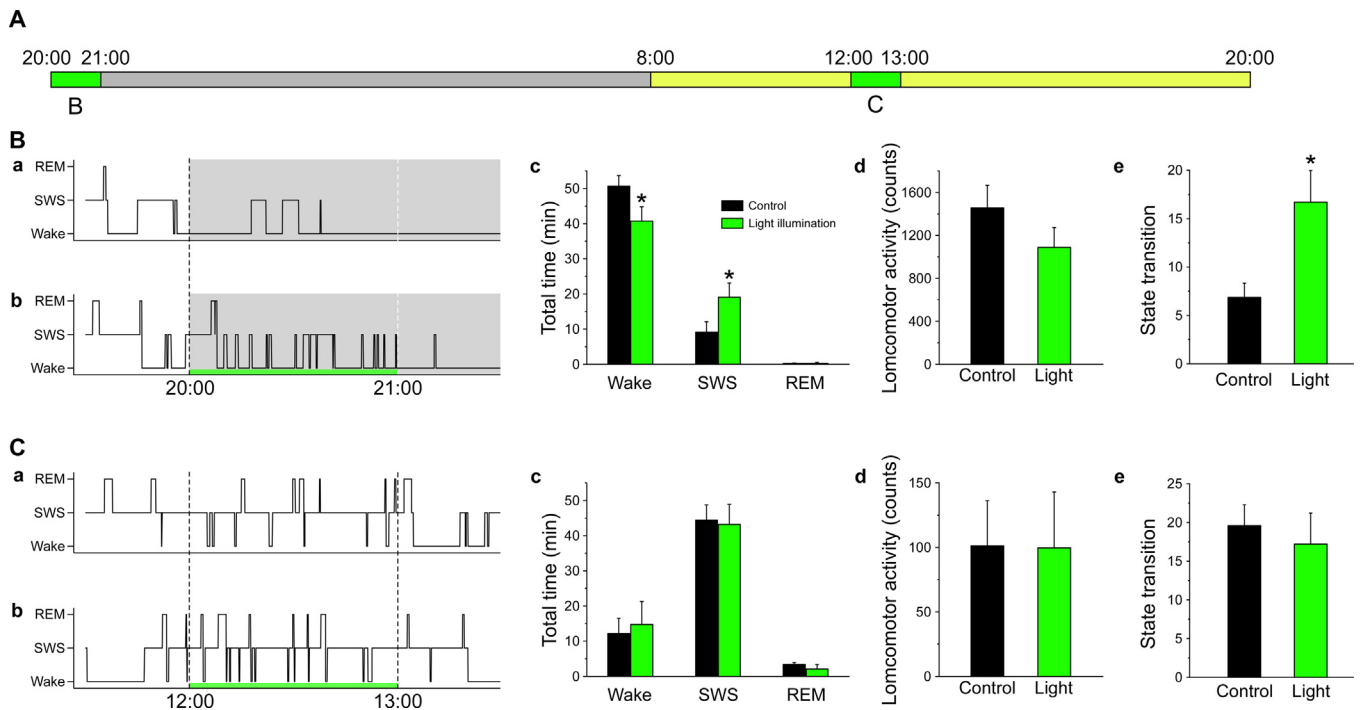 A
20:00 21:00 8:00 12:00 13:00 20:00
B C
B
a
REM
SWS
Wake
b
REM
SWS
Wake
20:00 21:00
c
Total time (min)
50
40
30
20
10
0
Wake SWS REM
* *
Control
Light illumination
d
Lomcomotor activity (counts)
1600
1200
800
400
0
Control Light
e
State transition
20
15
10
5
0
*
Control Light
C
a
REM
SWS
Wake
b
REM
SWS
Wake
12:00 13:00
c
Total time (min)
50
40
30
20
10
0
Wake SWS REM
d
Lomcomotor activity (counts)
150
100
50
0
Control Light
e
State transition
25
20
15
10
5
0
Control Light